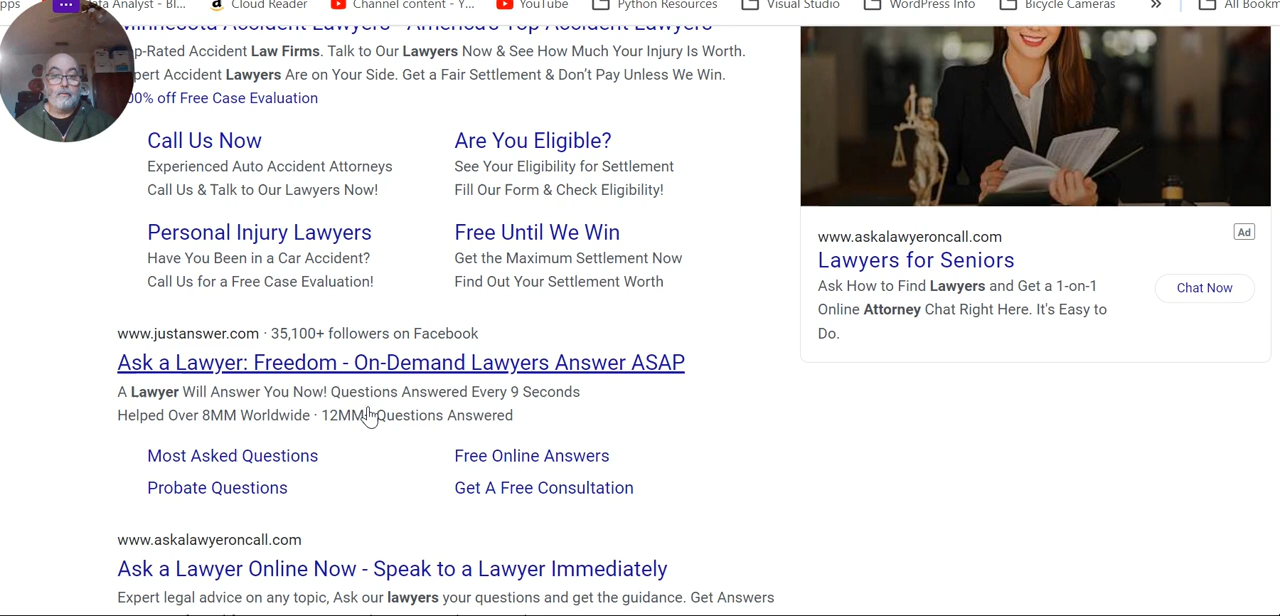 pps
Data Analyst - Bl...
Cloud Reader
Channel content - Y...
YouTube
Python Resources
Visual Studio
WordPress Info
Bicycle Cameras
All Bookm
Minnesota Accident Lawyers - America's Top Accident Lawyers
p-Rated Accident Law Firms. Talk to Our Lawyers Now & See How Much Your Injury Is Worth.
pert Accident Lawyers Are on Your Side. Get a Fair Settlement & Don't Pay Unless We Win.
00% off Free Case Evaluation
Call Us Now
Experienced Auto Accident Attorneys
Call Us & Talk to Our Lawyers Now!
Are You Eligible?
See Your Eligibility for Settlement
Fill Our Form & Check Eligibility!
Personal Injury Lawyers
Have You Been in a Car Accident?
Call Us for a Free Case Evaluation!
Free Until We Win
Get the Maximum Settlement Now
Find Out Your Settlement Worth
www.justanswer.com · 35,100+ followers on Facebook
Ask a Lawyer: Freedom - On-Demand Lawyers Answer ASAP
A Lawyer Will Answer You Now! Questions Answered Every 9 Seconds
Helped Over 8MM Worldwide · 12MM Questions Answered
Most Asked Questions
Free Online Answers
Probate Questions
Get A Free Consultation
www.askalawyeroncall.com
Ask a Lawyer Online Now - Speak to a Lawyer Immediately
Expert legal advice on any topic, Ask our lawyers your questions and get the guidance. Get Answers
www.askalawyeroncall.com
Ad
Lawyers for Seniors
Ask How to Find Lawyers and Get a 1-on-1
Online Attorney Chat Right Here. It's Easy to
Do.
Chat Now